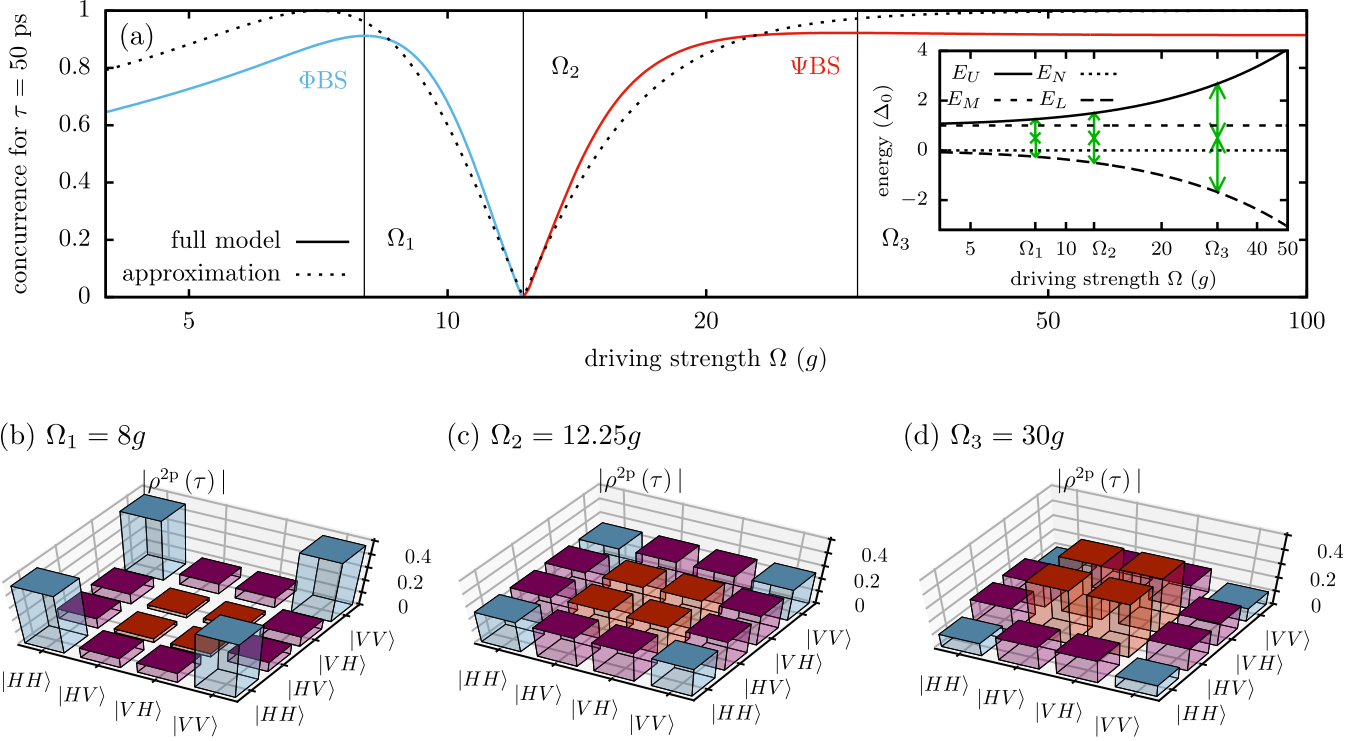 (a)
concurrence for τ = 50 ps
1
0.8
0.6
0.4
0.2
0
ΦBS
Ω₁
Ω₂
ΨBS
Ω₃
full model
approximation
5
10
20
50
100
driving strength Ω (g)
energy (Δ₀)
4
2
0
−2
E_U
E_N
E_M
E_L
5
Ω₁
10
Ω₂
20
Ω₃
40
50
driving strength Ω (g)
(b) Ω₁ = 8g
|ρ²ᵖ (τ)|
0.4
0.2
0
|HH⟩
|HV⟩
|VH⟩
|VV⟩
|HH⟩
|HV⟩
|VH⟩
|VV⟩
(c) Ω₂ = 12.25g
|ρ²ᵖ (τ)|
0.4
0.2
0
|HH⟩
|HV⟩
|VH⟩
|VV⟩
|HH⟩
|HV⟩
|VH⟩
|VV⟩
(d) Ω₃ = 30g
|ρ²ᵖ (τ)|
0.4
0.2
0
|HH⟩
|HV⟩
|VH⟩
|VV⟩
|HH⟩
|HV⟩
|VH⟩
|VV⟩